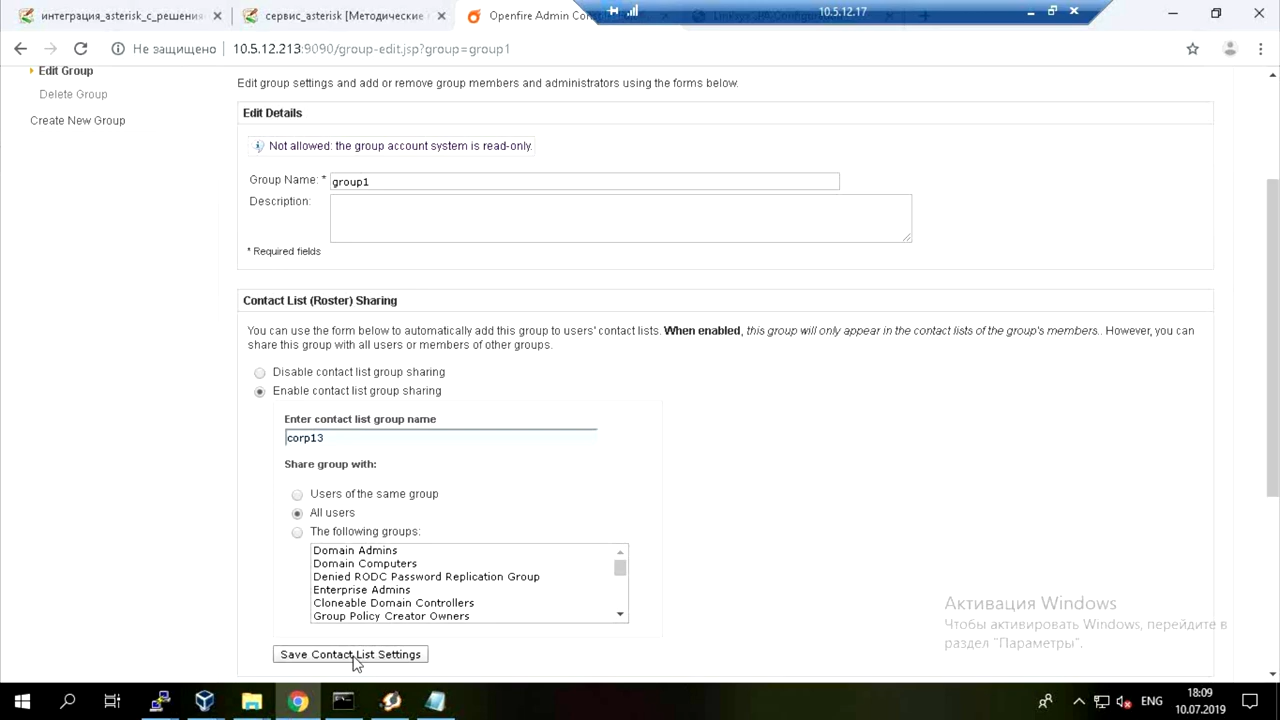 интеграция_asterisk_с_решения
сервис_asterisk [Методические
Openfire Admin Con
10.5.12.17
Не защищено
10.5.12.213:9090/group-edit.jsp?group=group1
Edit Group
Delete Group
Create New Group
Edit group settings and add or remove group members and administrators using the forms below.
Edit Details
Not allowed: the group account system is read-only.
Group Name: * group1
Description:
* Required fields
Contact List (Roster) Sharing
You can use the form below to automatically add this group to users' contact lists. When enabled, this group will only appear in the contact lists of the group's members.. However, you can
share this group with all users or members of other groups.
Disable contact list group sharing
Enable contact list group sharing
Enter contact list group name
corp13
Share group with:
Users of the same group
All users
The following groups:
Domain Admins
Domain Computers
Denied RODC Password Replication Group
Enterprise Admins
Cloneable Domain Controllers
Group Policy Creator Owners
Save Contact List Settings
Активация Windows
Чтобы активировать Windows, перейдите в
раздел "Параметры".
ENG
18:09
10.07.2019